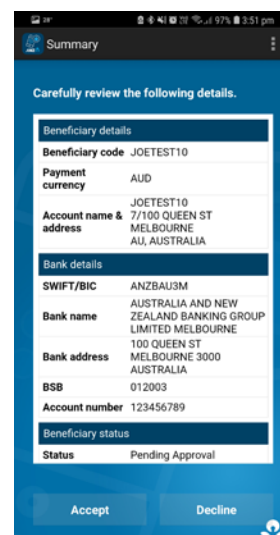 28°
97% 3:51 pm
Summary
Carefully review the following details.
Beneficiary details
Beneficiary code JOETEST10
Payment
currency
AUD
Account name &
address
JOETEST10
7/100 QUEEN ST
MELBOURNE
AU, AUSTRALIA
Bank details
SWIFT/BIC ANZBAU3M
Bank name
AUSTRALIA AND NEW
ZEALAND BANKING GROUP
LIMITED MELBOURNE
Bank address
100 QUEEN ST
MELBOURNE 3000
AUSTRALIA
BSB 012003
Account number 123456789
Beneficiary status
Status Pending Approval
Accept Decline